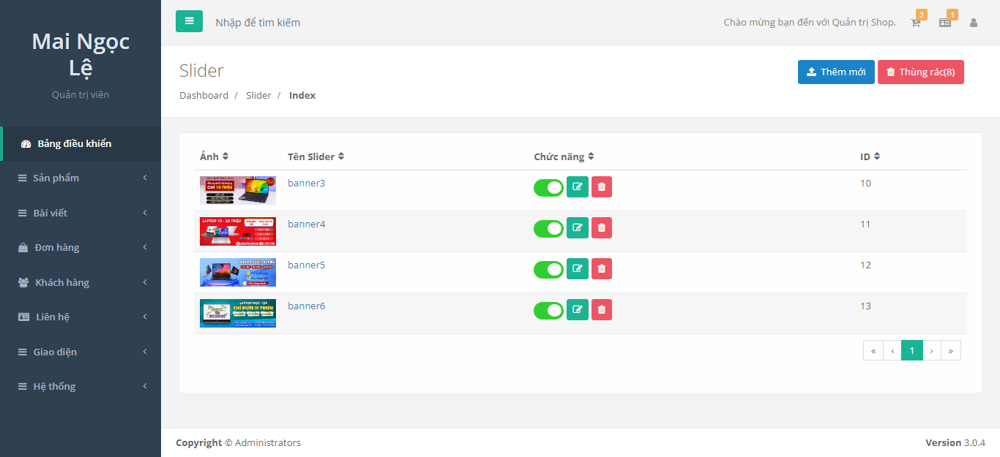 Mai Ngọc
Lệ
Quản trị viên
Bảng điều khiển
Sản phẩm
Bài viết
Đơn hàng
Khách hàng
Liên hệ
Giao diện
Hệ thống
Nhập để tìm kiếm
Chào mừng bạn đến với Quản trị Shop.
2
1
Slider
Dashboard / Slider / Index
Thêm mới
Thùng rác(8)
Ảnh Tên Slider Chức năng ID
CHỈ 10 TRIỆU
banner3 10
LAPTOP 15 - 20 TRIỆU
banner4 11
LAPTOP DƯỚI 10 TRIỆU
banner5 12
LAPTOP HỌC TẬP
CHỈ DƯỚI 10 TRIỆU
banner6 13
« ‹ 1 › »
Copyright © Administrators
Version 3.0.4